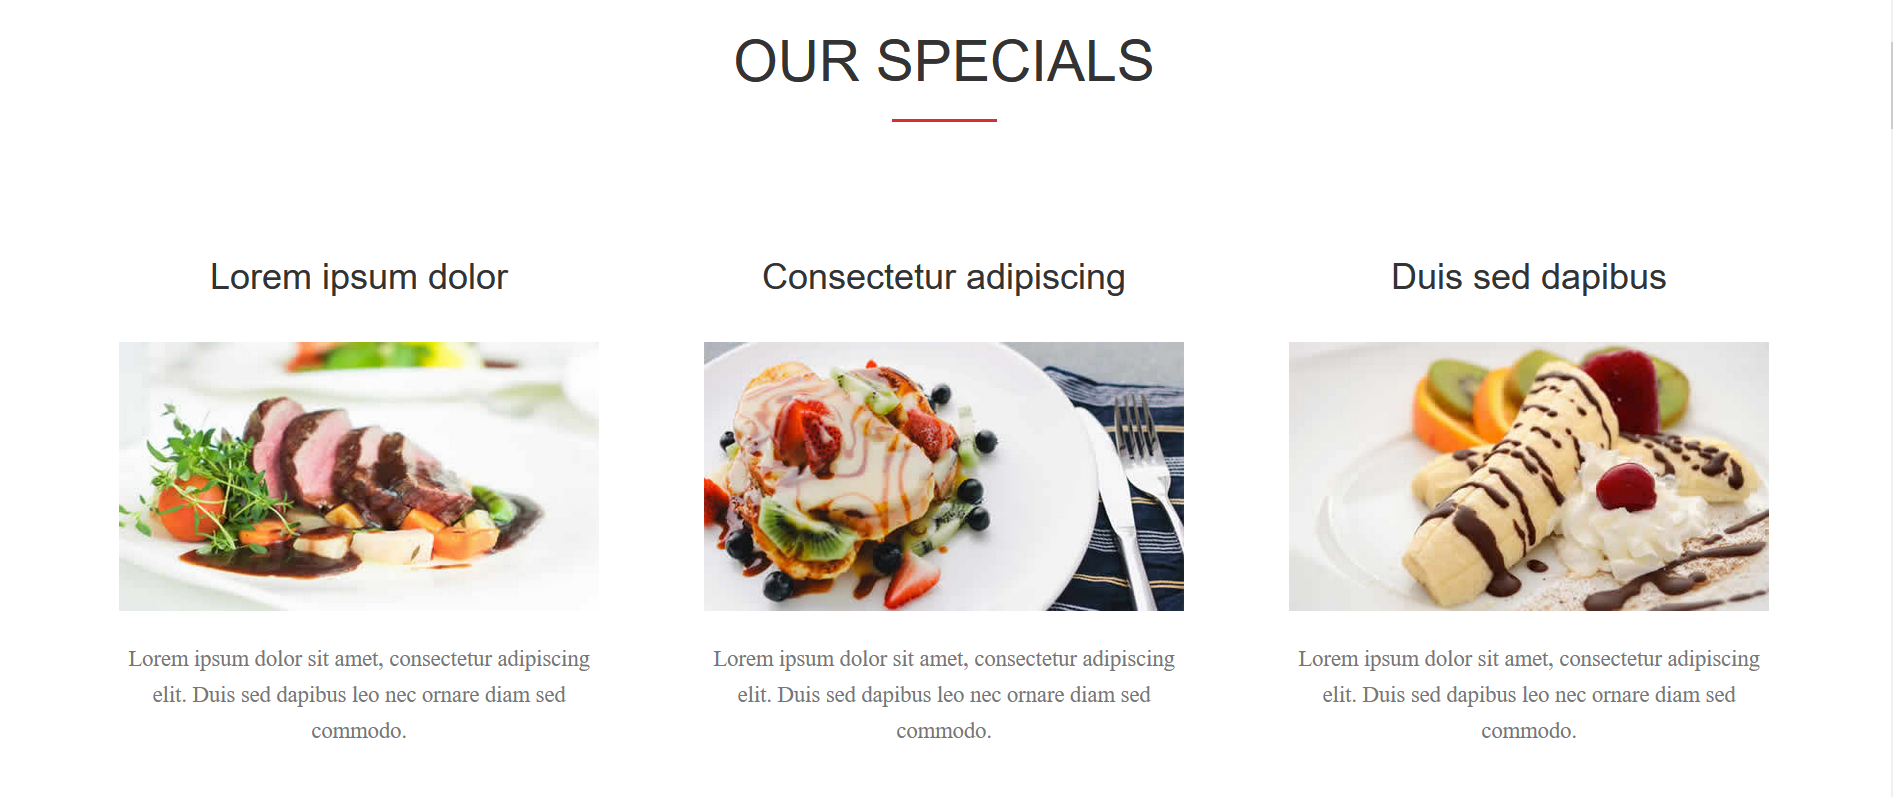 OUR SPECIALS
Lorem ipsum dolor
Lorem ipsum dolor sit amet, consectetur adipiscing
elit. Duis sed dapibus leo nec ornare diam sed
commodo.
Consectetur adipiscing
Lorem ipsum dolor sit amet, consectetur adipiscing
elit. Duis sed dapibus leo nec ornare diam sed
commodo.
Duis sed dapibus
Lorem ipsum dolor sit amet, consectetur adipiscing
elit. Duis sed dapibus leo nec ornare diam sed
commodo.